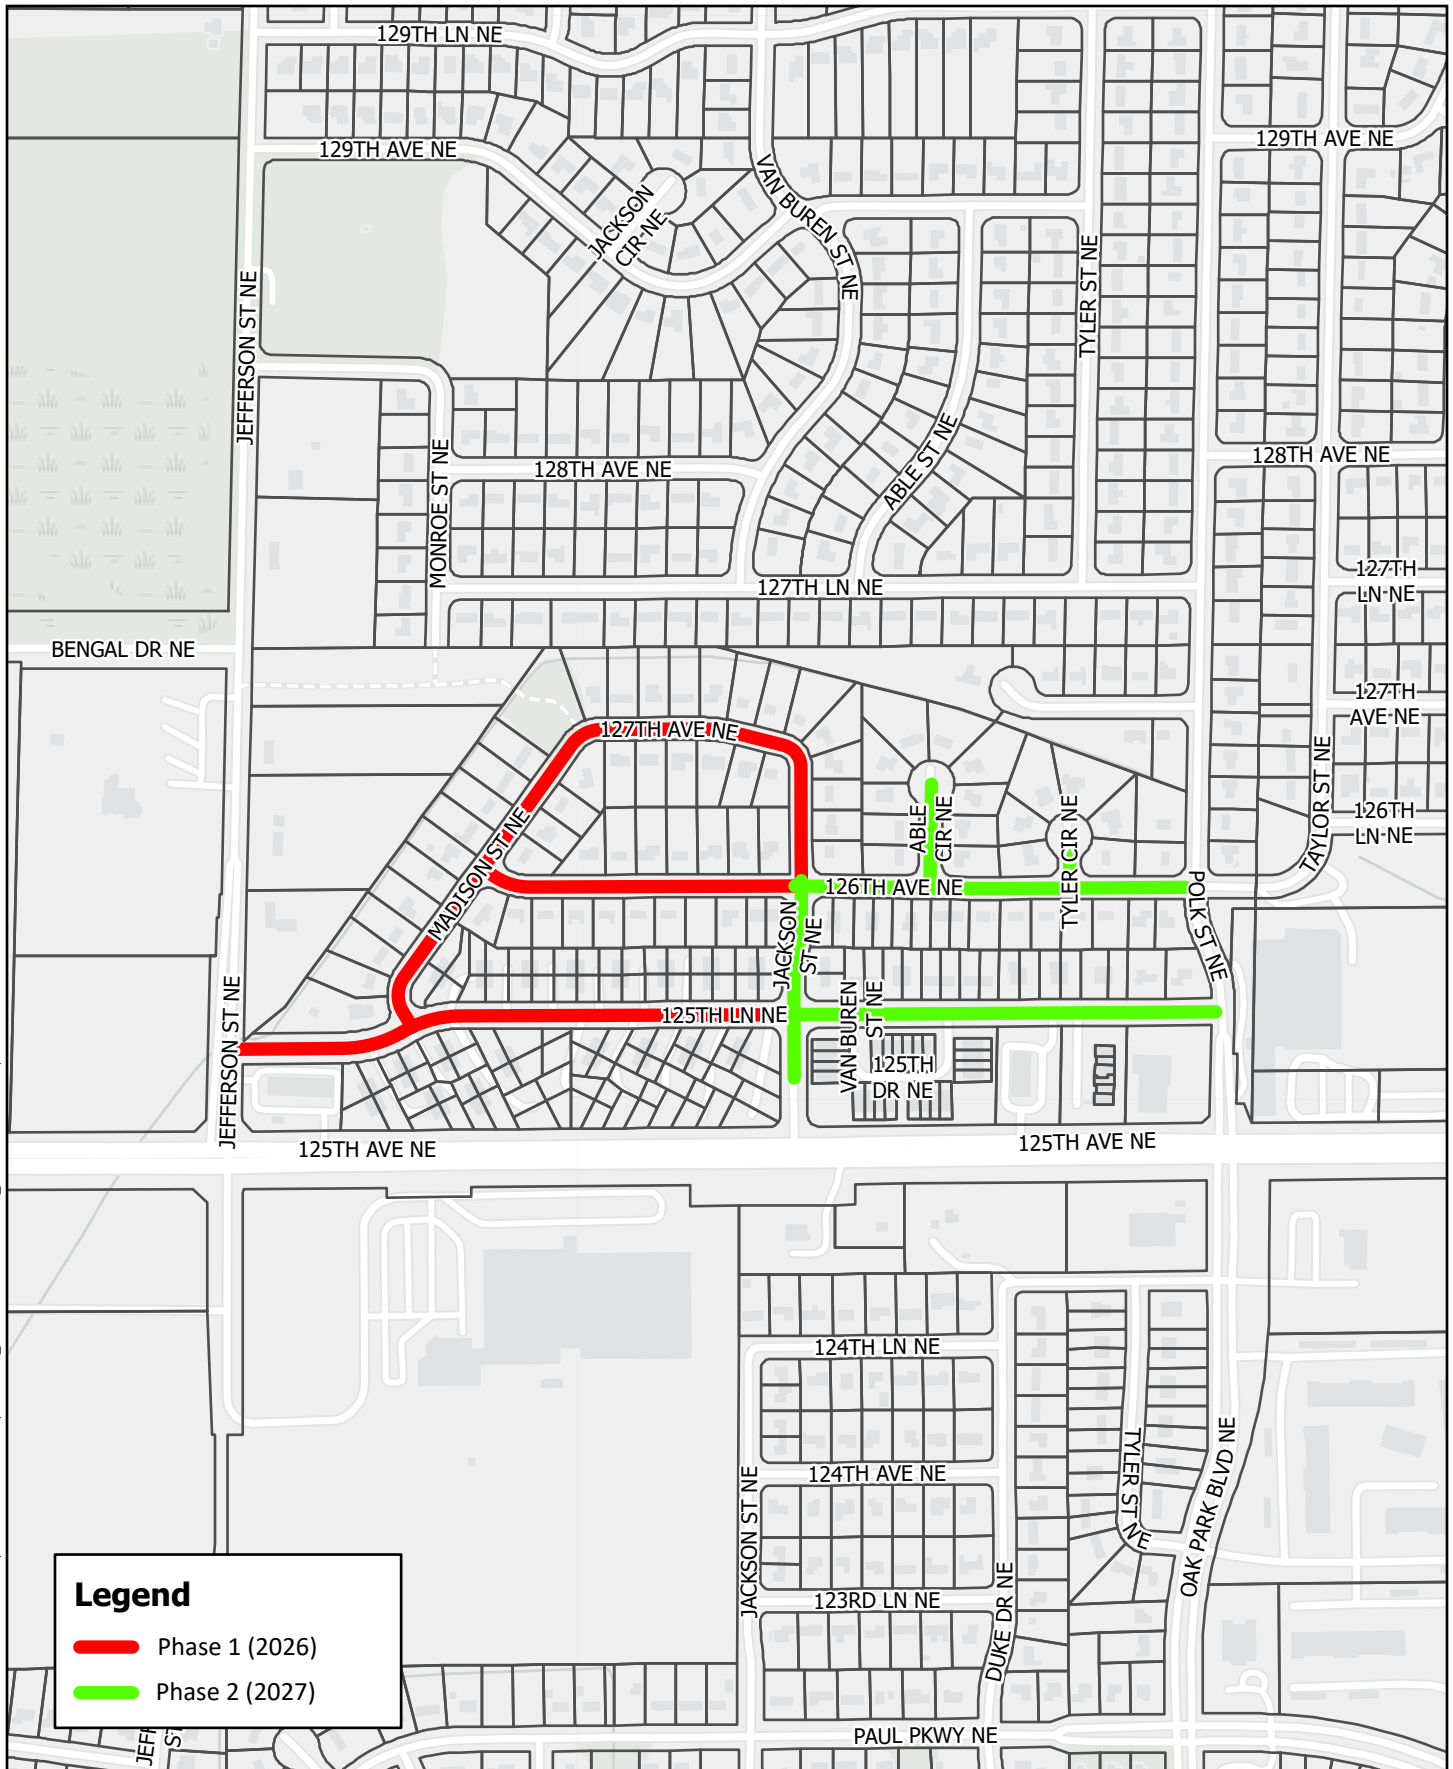 129TH LN NE
129TH AVE NE
129TH AVE NE
JACKSON
CIR NE
VAN BUREN ST NE
JEFFERSON ST NE
TYLER ST NE
128TH AVE NE
128TH AVE NE
MONROE ST NE
ABLE ST NE
127TH LN NE
127TH
LN NE
BENGAL DR NE
127TH
AVE NE
127TH AVE NE
TAYLOR ST NE
126TH
LN NE
MADISON ST NE
ABLE
CIR NE
TYLER CIR NE
126TH AVE NE
POLK ST NE
JACKSON
ST NE
JEFFERSON ST NE
125TH LN NE
VAN BUREN
ST NE
125TH
DR NE
125TH AVE NE
125TH AVE NE
124TH LN NE
TYLER ST NE
OAK PARK BLVD NE
124TH AVE NE
JACKSON ST NE
123RD LN NE
DUKE DR NE
Legend
Phase 1 (2026)
Phase 2 (2027)
PAUL PKWY NE